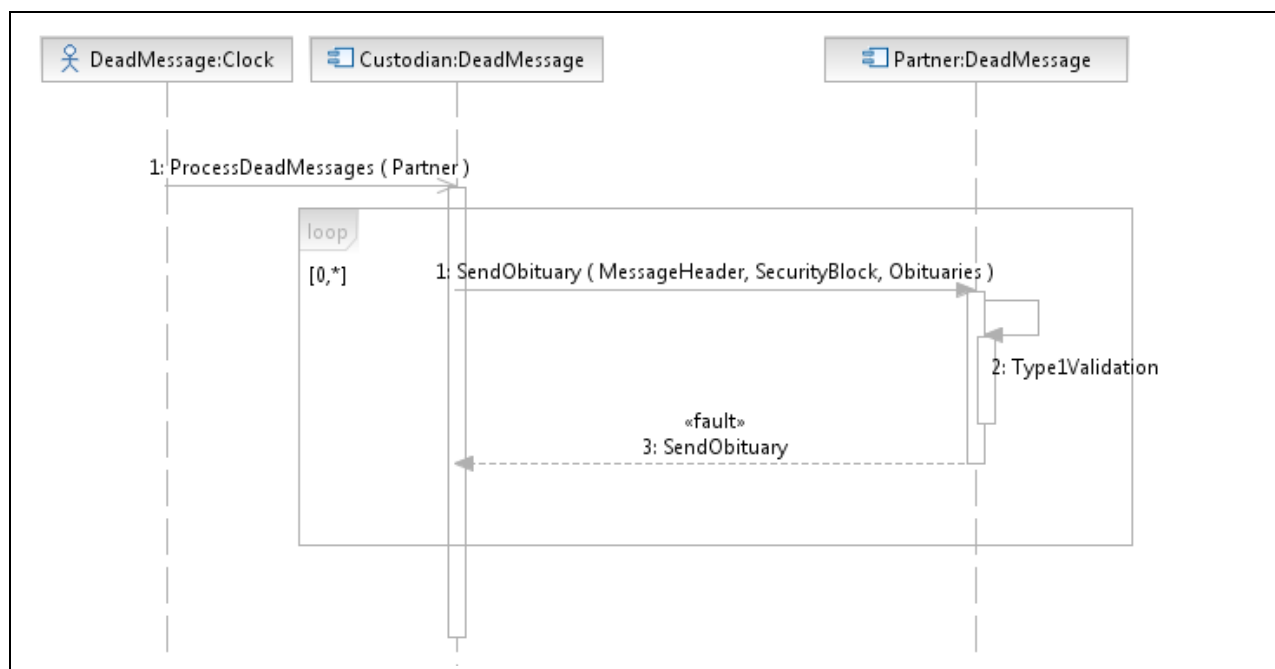 DeadMessage:Clock
Custodian:DeadMessage
Partner:DeadMessage
1: ProcessDeadMessages ( Partner )
loop
[0,*]
1: SendObituary ( MessageHeader, SecurityBlock, Obituaries )
2: Type1Validation
«fault»
3: SendObituary